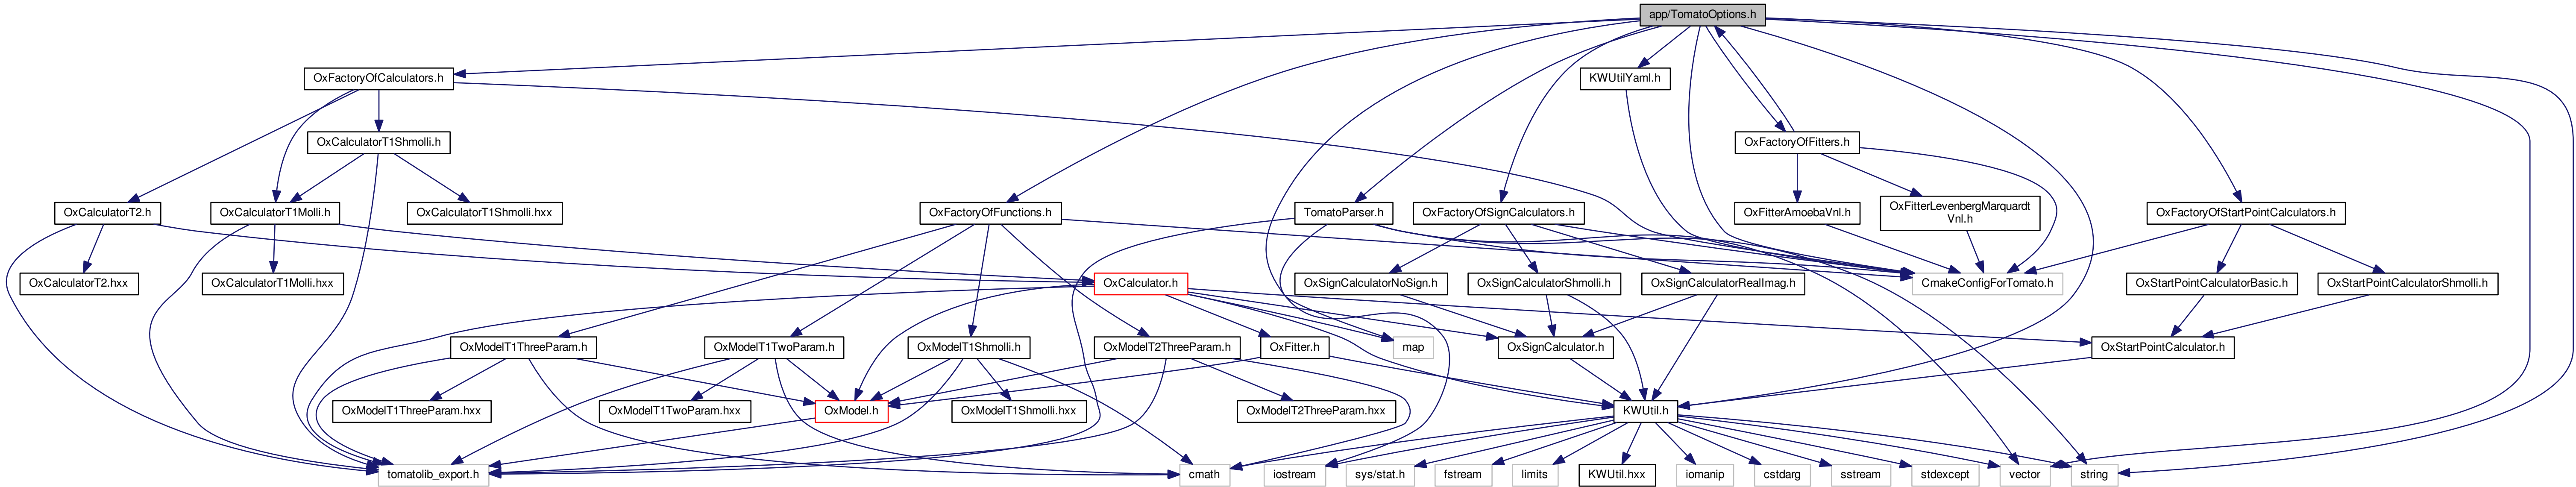 app/TomatoOptions.h
OxFactoryOfCalculators.h
KWUtilYaml.h
OxCalculatorT1Shmolli.h
OxFactoryOfFitters.h
OxCalculatorT2.h
OxCalculatorT1Molli.h
OxCalculatorT1Shmolli.hxx
OxFactoryOfFunctions.h
TomatoParser.h
OxFactoryOfSignCalculators.h
OxFitterAmoebaVnl.h
OxFitterLevenbergMarquardt
Vnl.h
OxFactoryOfStartPointCalculators.h
OxCalculatorT2.hxx
OxCalculatorT1Molli.hxx
OxCalculator.h
OxSignCalculatorNoSign.h
OxSignCalculatorShmolli.h
OxSignCalculatorRealImag.h
CmakeConfigForTomato.h
OxStartPointCalculatorBasic.h
OxStartPointCalculatorShmolli.h
OxModelT1ThreeParam.h
OxModelT1TwoParam.h
OxModelT1Shmolli.h
OxModelT2ThreeParam.h
OxFitter.h
map
OxSignCalculator.h
OxStartPointCalculator.h
OxModelT1ThreeParam.hxx
OxModelT1TwoParam.hxx
OxModel.h
OxModelT1Shmolli.hxx
OxModelT2ThreeParam.hxx
KWUtil.h
tomatolib_export.h
cmath
iostream
sys/stat.h
fstream
limits
KWUtil.hxx
iomanip
cstdarg
sstream
stdexcept
vector
string